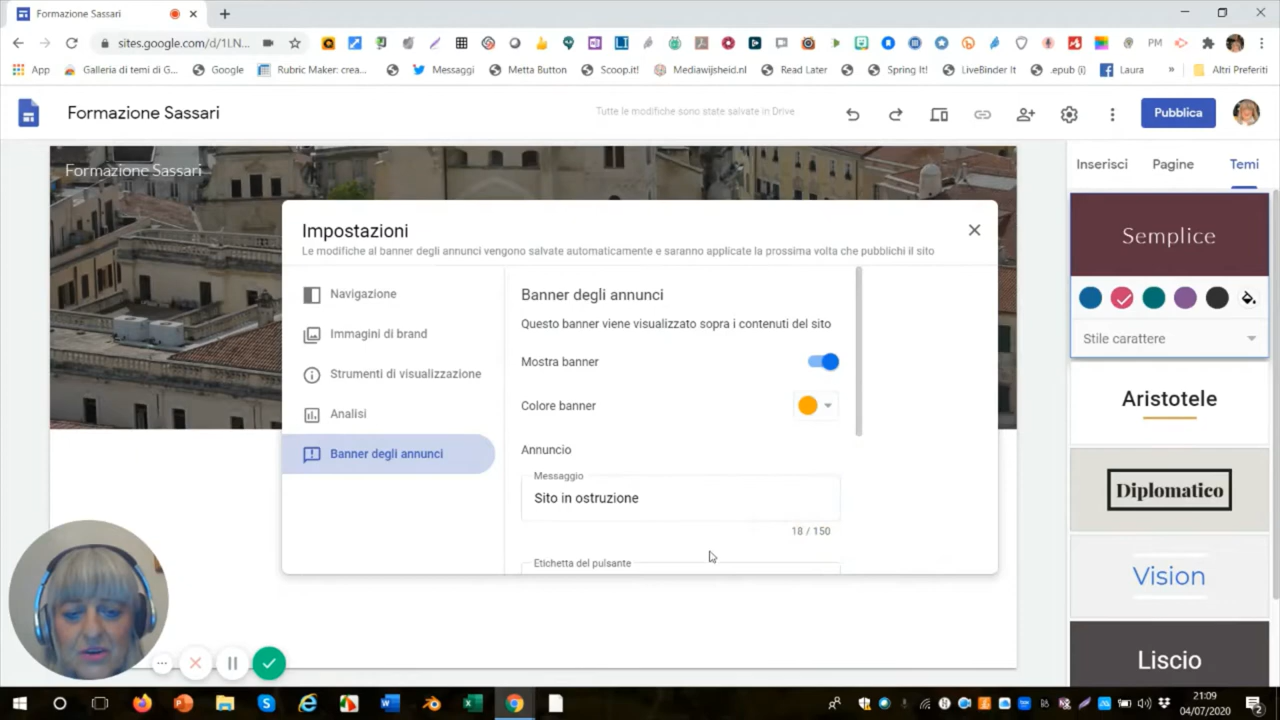 Formazione Sassari
sites.google.com/d/1LN...
PM
App
Galleria di temi di G...
Google
Rubric Maker: crea...
Messaggi
Metta Button
Scoop.it!
Mediawijsheid.nl
Read Later
Spring It!
LiveBinder It
.epub (i)
Laura
»
Altri Preferiti
Formazione Sassari
Tutte le modifiche sono state salvate in Drive
Pubblica
Formazione Sassari
Inserisci
Pagine
Temi
Impostazioni
Le modifiche al banner degli annunci vengono salvate automaticamente e saranno applicate la prossima volta che pubblichi il sito
Navigazione
Immagini di brand
Strumenti di visualizzazione
Analisi
Banner degli annunci
Banner degli annunci
Questo banner viene visualizzato sopra i contenuti del sito
Mostra banner
Colore banner
Annuncio
Messaggio
Sito in ostruzione
18 / 150
Etichetta del pulsante
Semplice
Stile carattere
Aristotele
Diplomatico
Vision
Liscio
21:09
04/07/2020
2